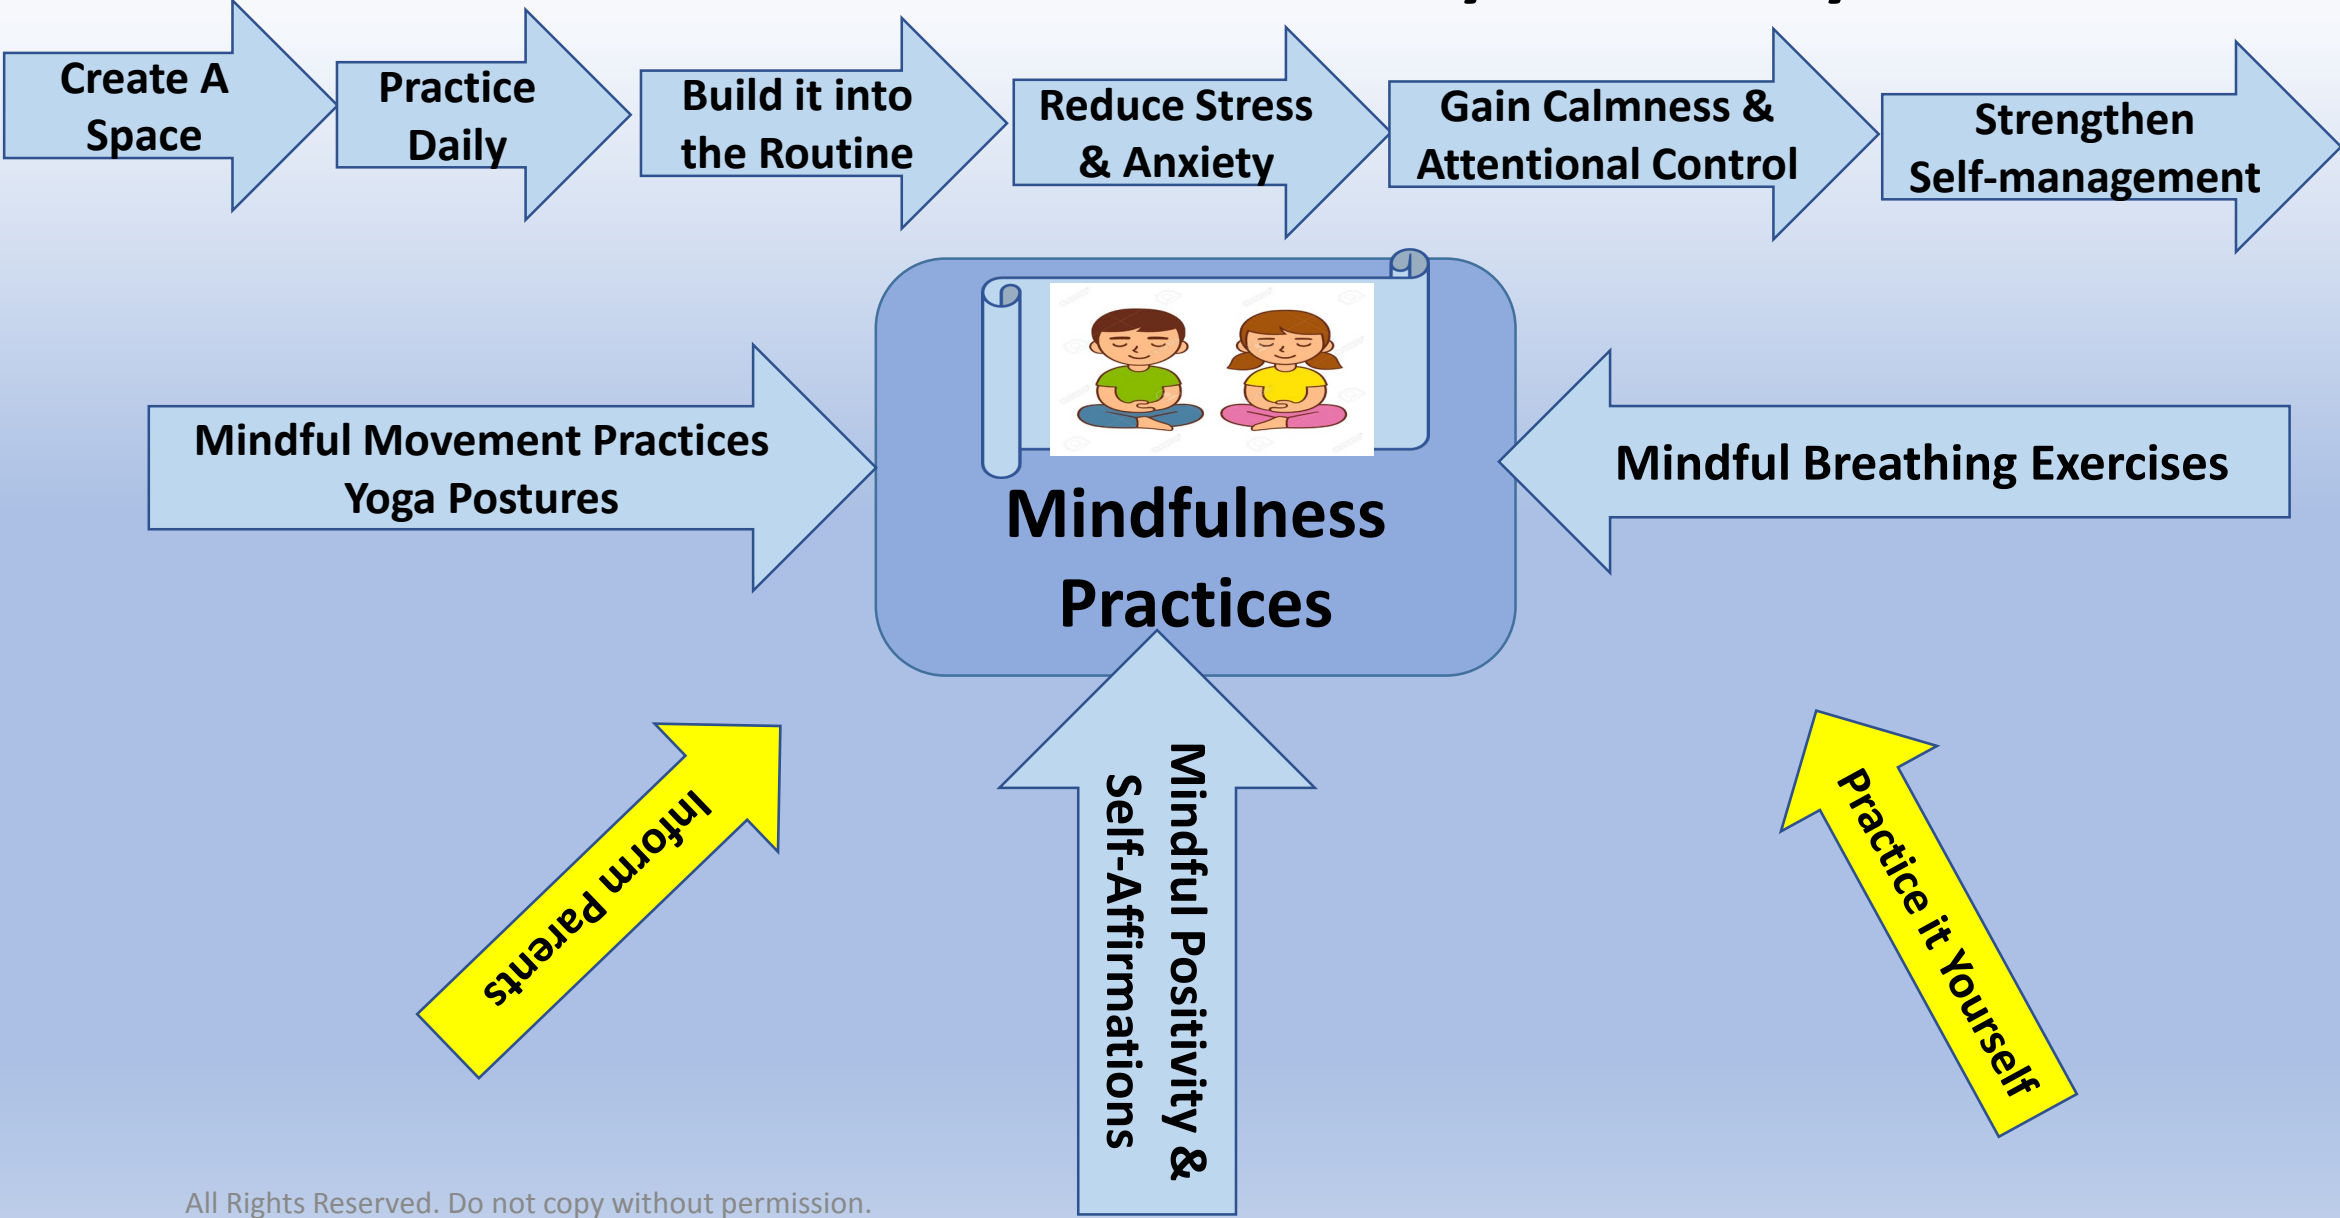 Create A
Space
Practice
Daily
Build it into
the Routine
Reduce Stress
& Anxiety
Gain Calmness &
Attentional Control
Strengthen
Self-management
Mindful Movement Practices
Yoga Postures
Mindfulness
Practices
Mindful Breathing Exercises
Inform Parents
Mindful Positivity &
Self-Affirmations
Practice it Yourself
All Rights Reserved. Do not copy without permission.